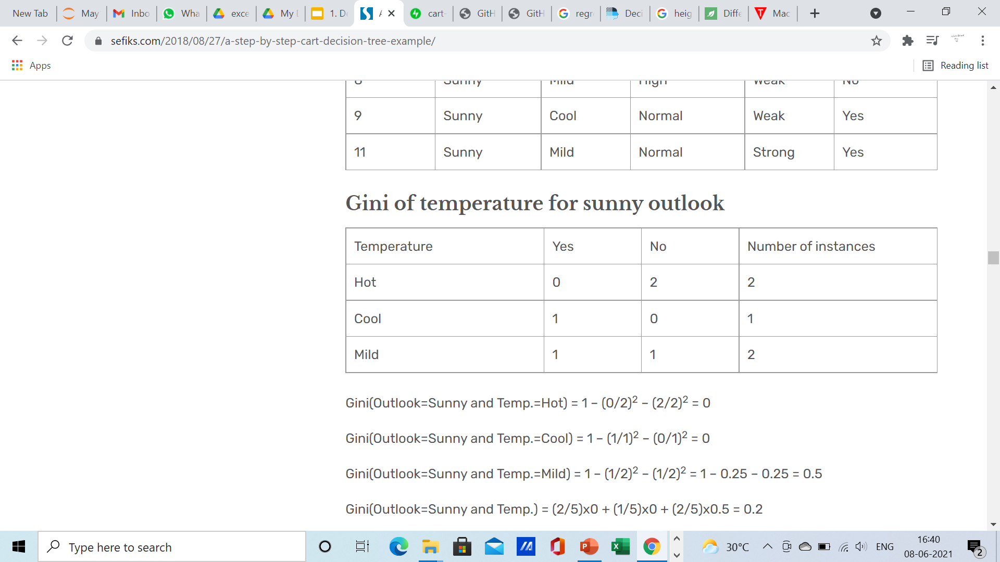 New Tab May Inbo Wha exce My 1. D cart- GitH GitH regr Deci heig Diffe Mac
sefiks.com/2018/08/27/a-step-by-step-cart-decision-tree-example/
Apps Reading list
8 Sunny Mild High Weak No
9 Sunny Cool Normal Weak Yes
11 Sunny Mild Normal Strong Yes
Gini of temperature for sunny outlook
Temperature Yes No Number of instances
Hot 0 2 2
Cool 1 0 1
Mild 1 1 2
Gini(Outlook=Sunny and Temp.=Hot) = 1 – (0/2)² – (2/2)² = 0
Gini(Outlook=Sunny and Temp.=Cool) = 1 – (1/1)² – (0/1)² = 0
Gini(Outlook=Sunny and Temp.=Mild) = 1 – (1/2)² – (1/2)² = 1 – 0.25 – 0.25 = 0.5
Gini(Outlook=Sunny and Temp.) = (2/5)x0 + (1/5)x0 + (2/5)x0.5 = 0.2
Type here to search 30°C ENG 16:40
08-06-2021 2